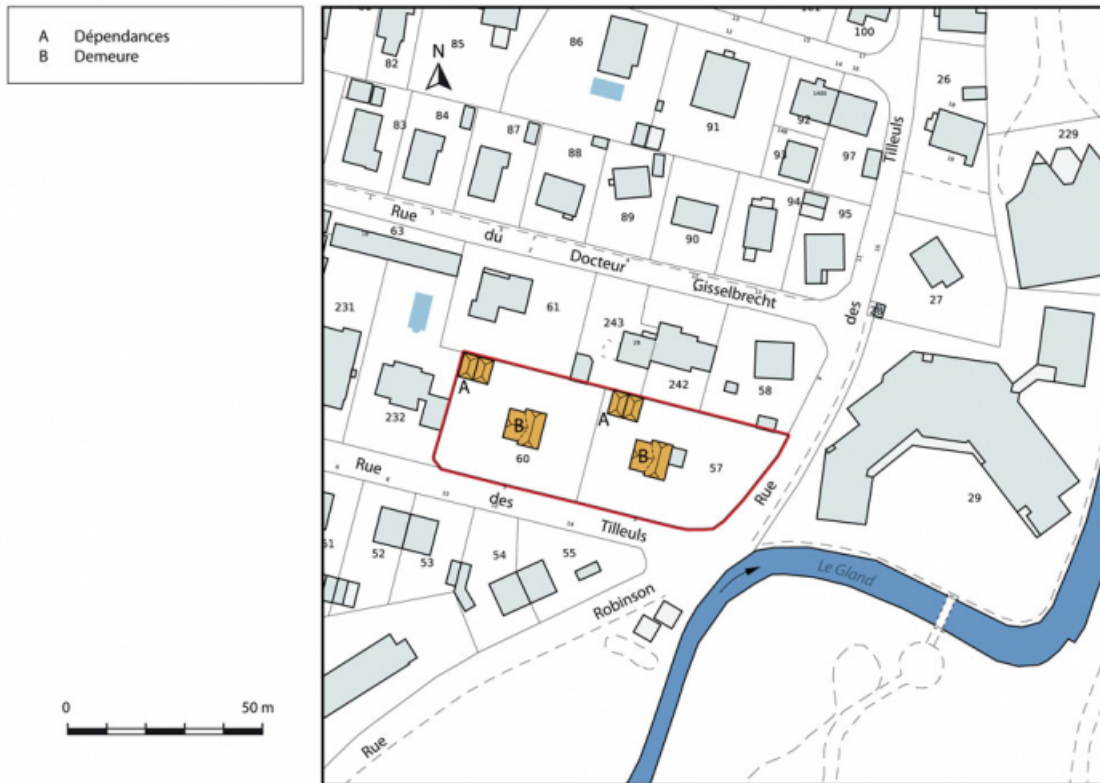 A Dépendances
B Demeure
N
82
85
86
100
26
229
83
84
87
88
91
92
93
97
Tilleuls
89
90
94
95
27
Rue
du
Docteur
Gisselbrecht
des
63
61
231
232
243
242
58
A
A
B
B
60
57
Rue
29
Rue
des
Tilleuls
52
53
54
55
Le Gland
Robinson
Rue
0 50 m